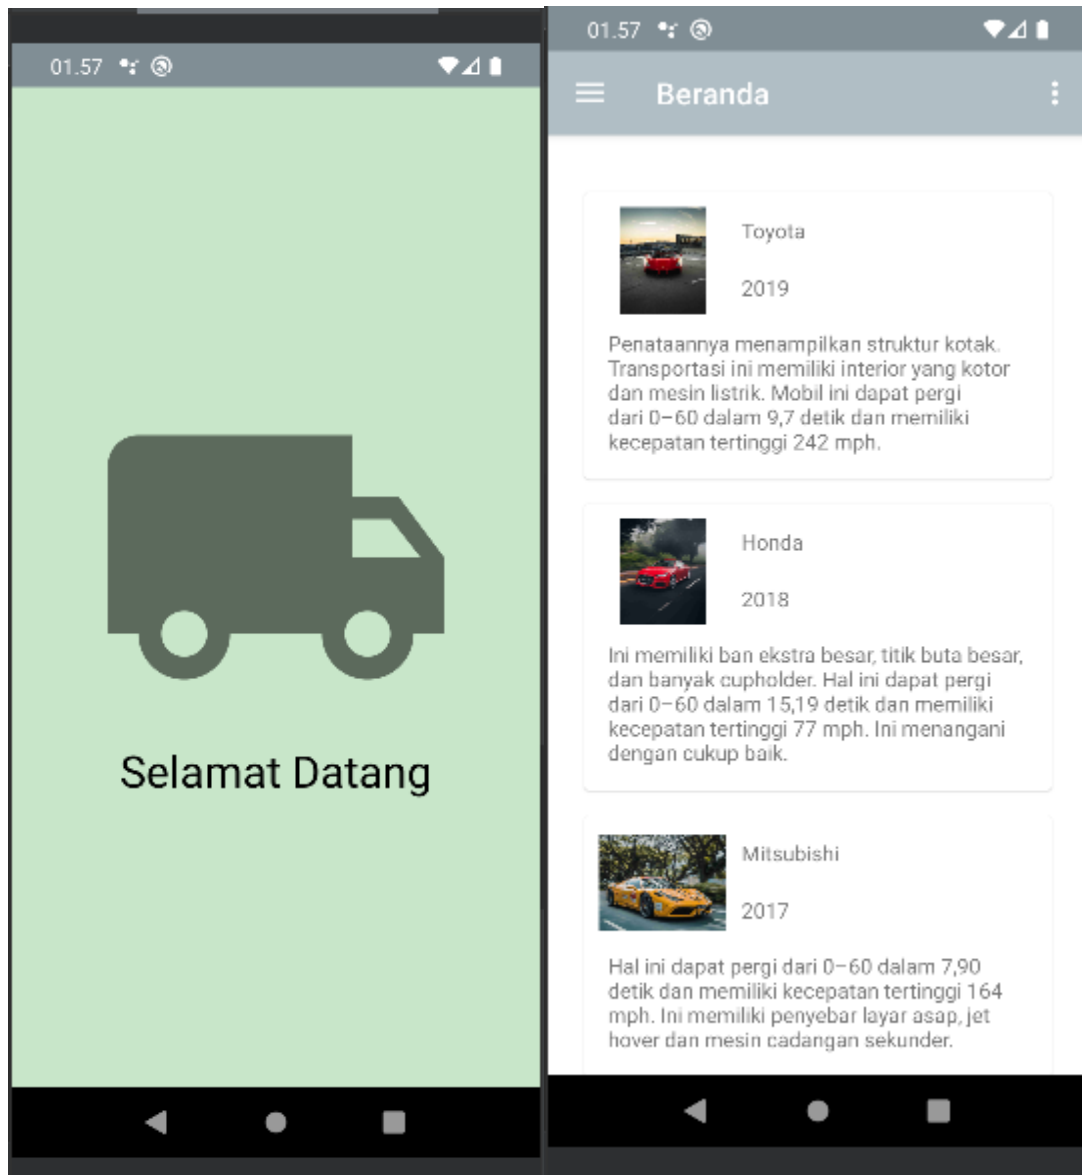 01.57
Selamat Datang
01.57
Beranda
Toyota
2019
Penataannya menampilkan struktur kotak.
Transportasi ini memiliki interior yang kotor
dan mesin listrik. Mobil ini dapat pergi
dari 0–60 dalam 9,7 detik dan memiliki
kecepatan tertinggi 242 mph.
Honda
2018
Ini memiliki ban ekstra besar, titik buta besar,
dan banyak cupholder. Hal ini dapat pergi
dari 0–60 dalam 15,19 detik dan memiliki
kecepatan tertinggi 77 mph. Ini menangani
dengan cukup baik.
Mitsubishi
2017
Hal ini dapat pergi dari 0–60 dalam 7,90
detik dan memiliki kecepatan tertinggi 164
mph. Ini memiliki penyebar layar asap, jet
hover dan mesin cadangan sekunder.